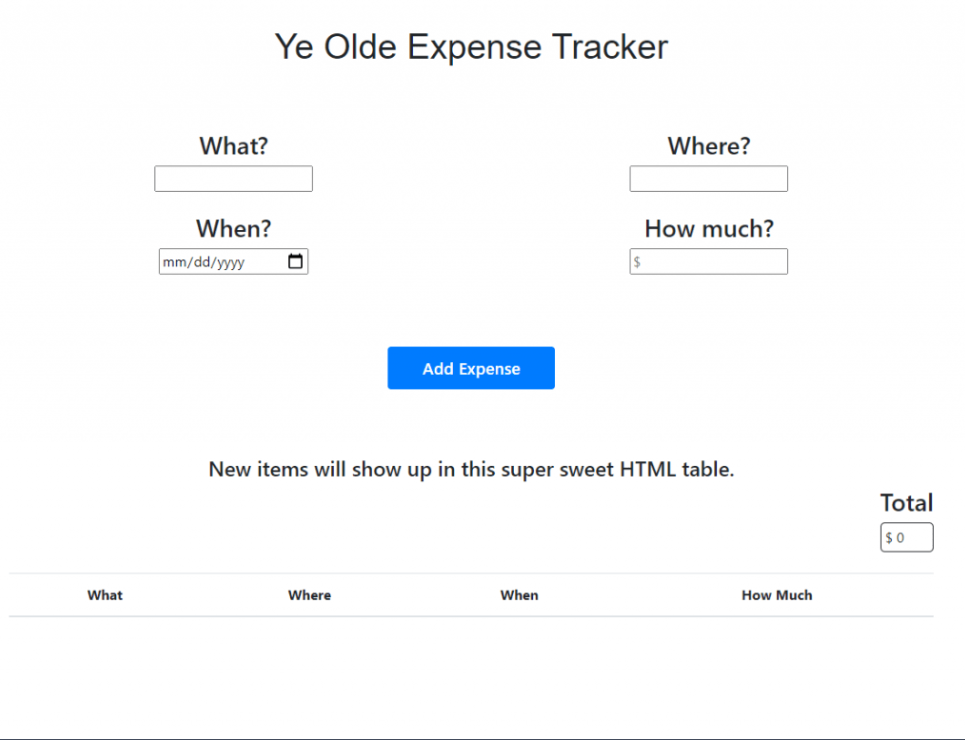 Ye Olde Expense Tracker
What? Where?
When? How much?
mm/dd/yyyy $
Add Expense
New items will show up in this super sweet HTML table.
Total
$ 0
What Where When How Much